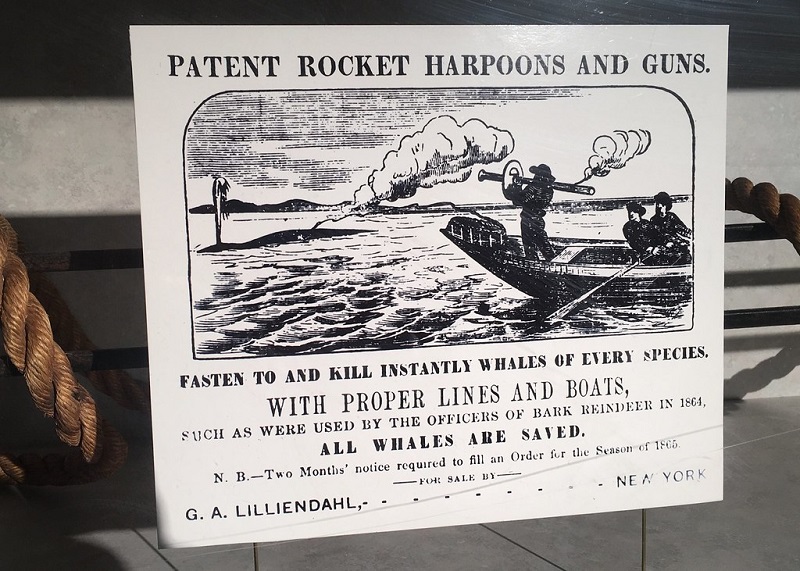 PATENT ROCKET HARPOONS AND GUNS.
FASTEN TO AND KILL INSTANTLY WHALES OF EVERY SPECIES.
WITH PROPER LINES AND BOATS,
SUCH AS WERE USED BY THE OFFICERS OF BARK REINDEER IN 1864,
ALL WHALES ARE SAVED.
N. B.—Two Months' notice required to fill an Order for the Season of 1865.
—FOR SALE BY—
G. A. LILLIENDAHL,- - - - - - - - - - NEW YORK